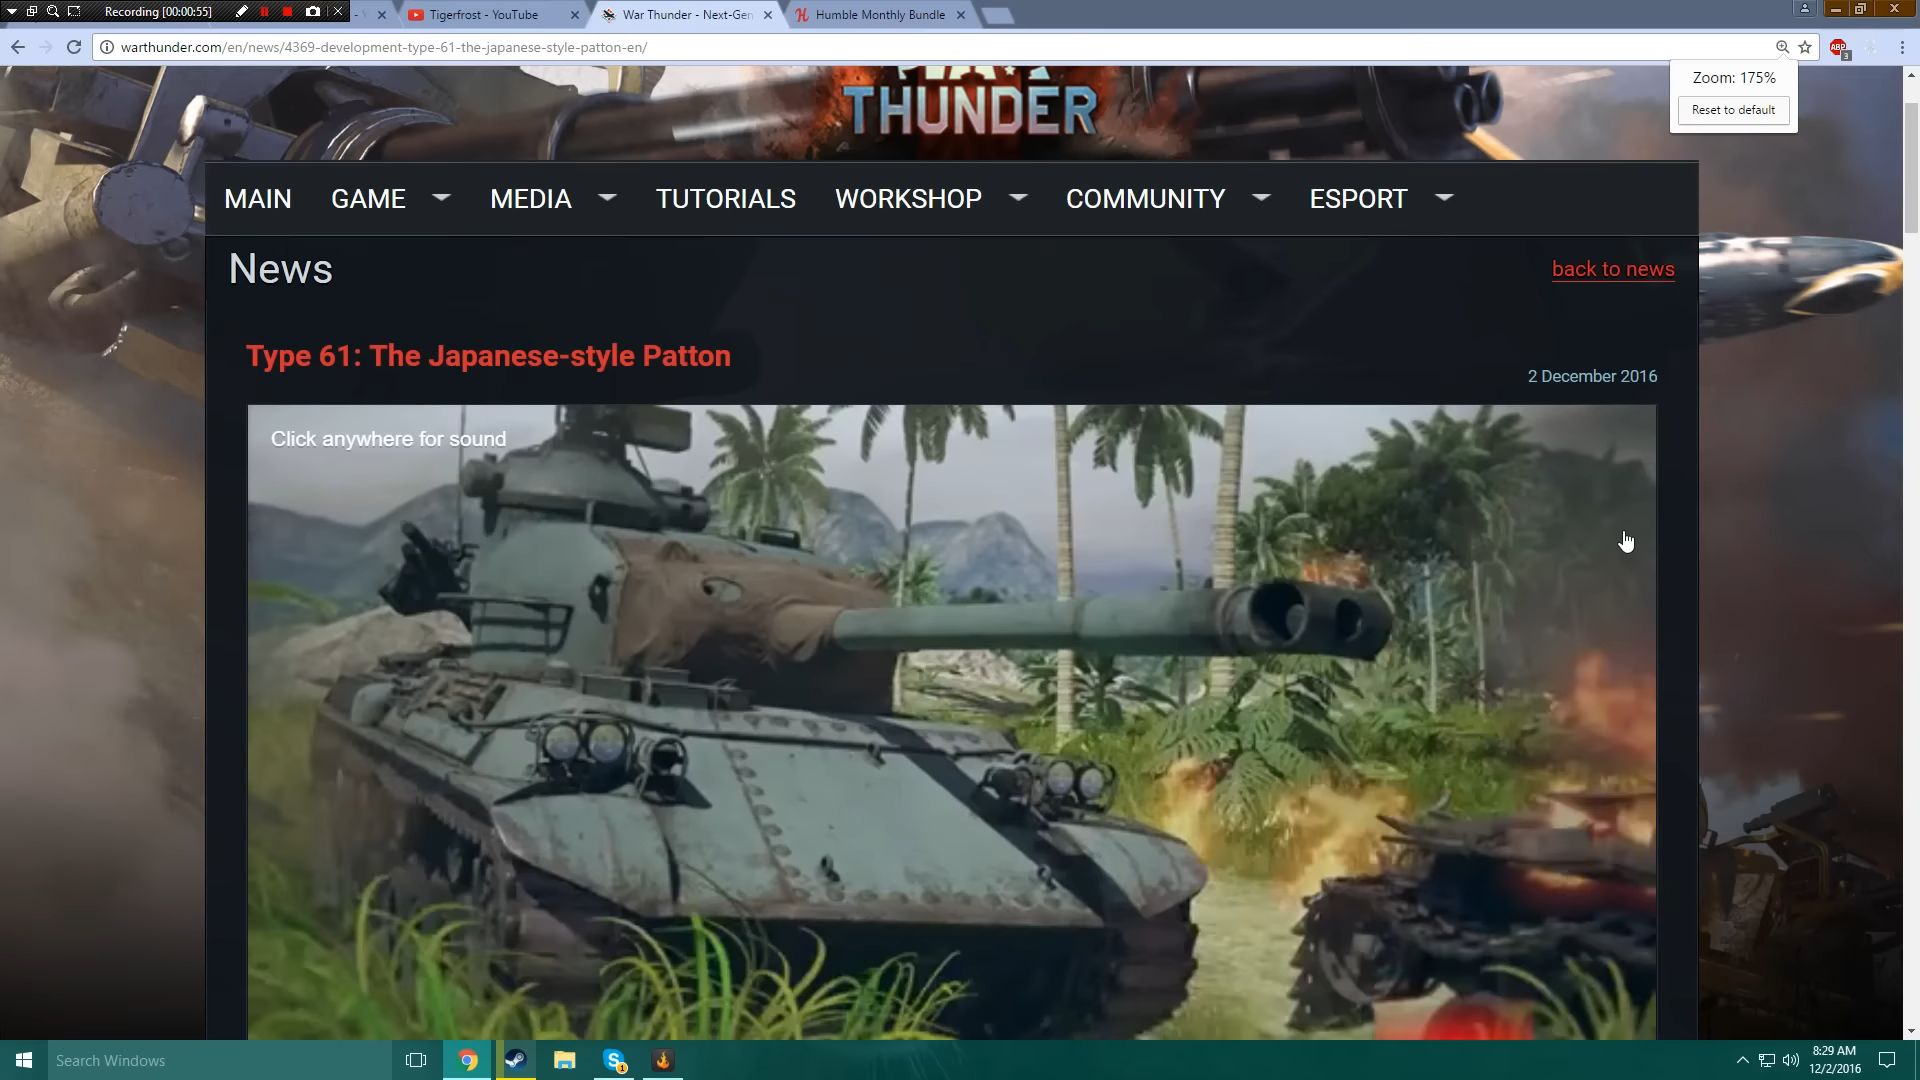 Recording [00:00:55]
Tigerfrost - YouTube
War Thunder - Next-Gen
Humble Monthly Bundle
warthunder.com/en/news/4369-development-type-61-the-japanese-style-patton-en/
ABP
3
Zoom: 175%
Reset to default
THUNDER
MAIN GAME MEDIA TUTORIALS WORKSHOP COMMUNITY ESPORT
News
back to news
Type 61: The Japanese-style Patton
2 December 2016
Click anywhere for sound
Search Windows
1
8:29 AM
12/2/2016